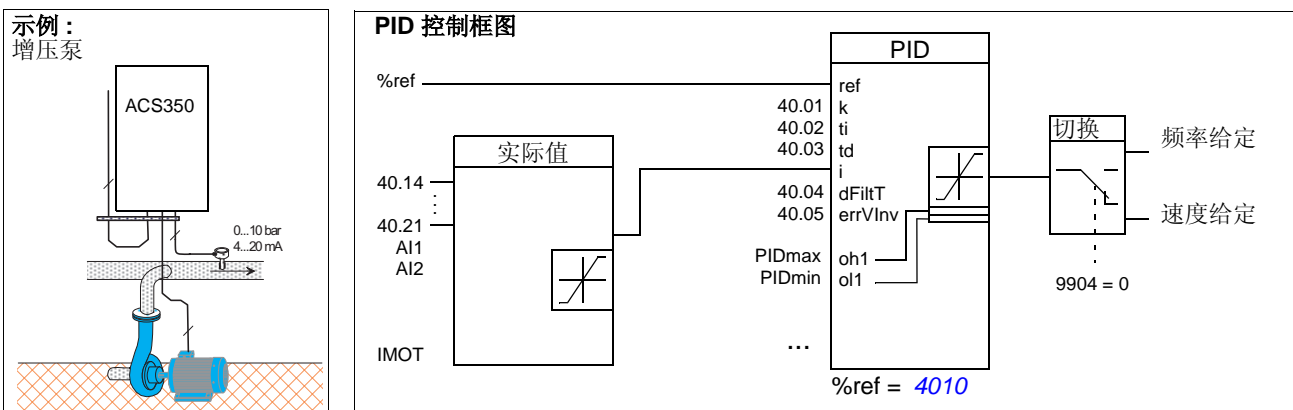 示例 :
增压泵
ACS350
0...10 bar
4...20 mA
PID 控制框图
%ref
实际值
40.14
⋮
40.21
AI1
AI2
IMOT
PID
ref
40.01 k
40.02 ti
40.03 td
i
40.04 dFiltT
40.05 errVInv
PIDmax oh1
PIDmin ol1
...
%ref = 4010
切换
频率给定
速度给定
9904 = 0